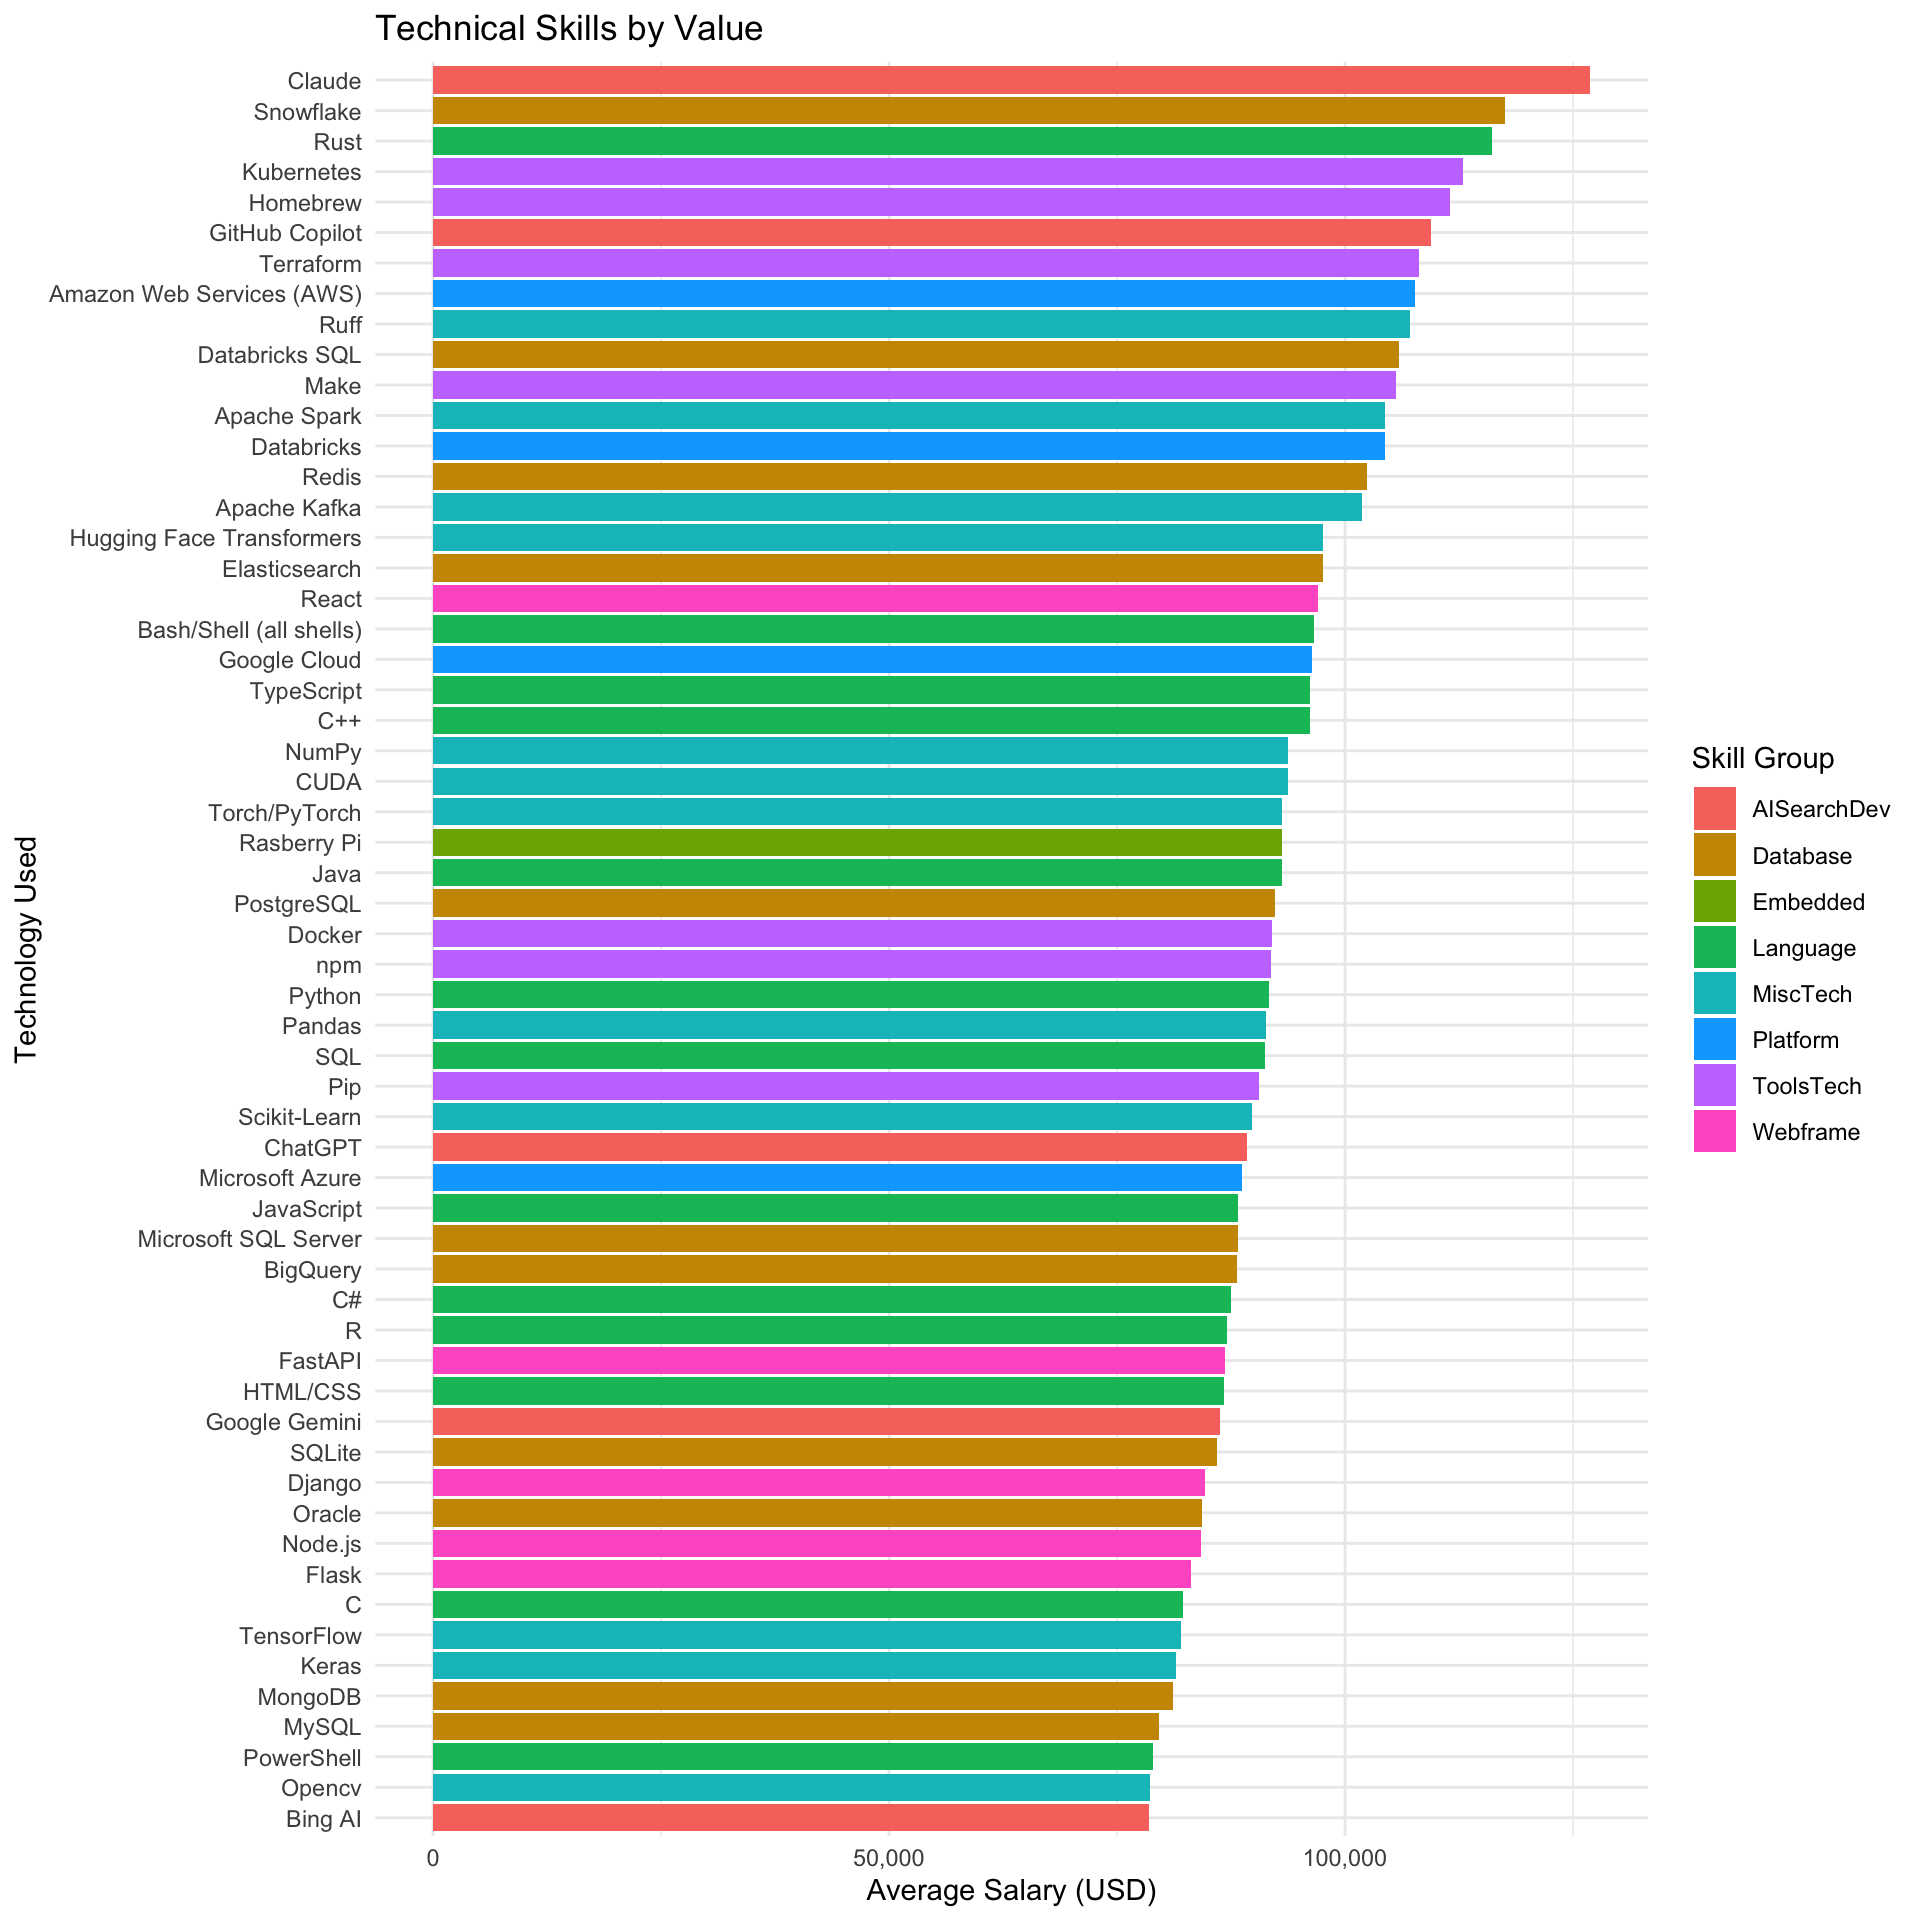 Technical Skills by Value
Claude
Snowflake
Rust
Kubernetes
Homebrew
GitHub Copilot
Terraform
Amazon Web Services (AWS)
Ruff
Databricks SQL
Make
Apache Spark
Databricks
Redis
Apache Kafka
Hugging Face Transformers
Elasticsearch
React
Bash/Shell (all shells)
Google Cloud
TypeScript
C++
NumPy
CUDA
Torch/PyTorch
Rasberry Pi
Java
PostgreSQL
Docker
npm
Python
Pandas
SQL
Pip
Scikit-Learn
ChatGPT
Microsoft Azure
JavaScript
Microsoft SQL Server
BigQuery
C#
R
FastAPI
HTML/CSS
Google Gemini
SQLite
Django
Oracle
Node.js
Flask
C
TensorFlow
Keras
MongoDB
MySQL
PowerShell
Opencv
Bing AI
Technology Used
0
50,000
100,000
Average Salary (USD)
Skill Group
AISearchDev
Database
Embedded
Language
MiscTech
Platform
ToolsTech
Webframe